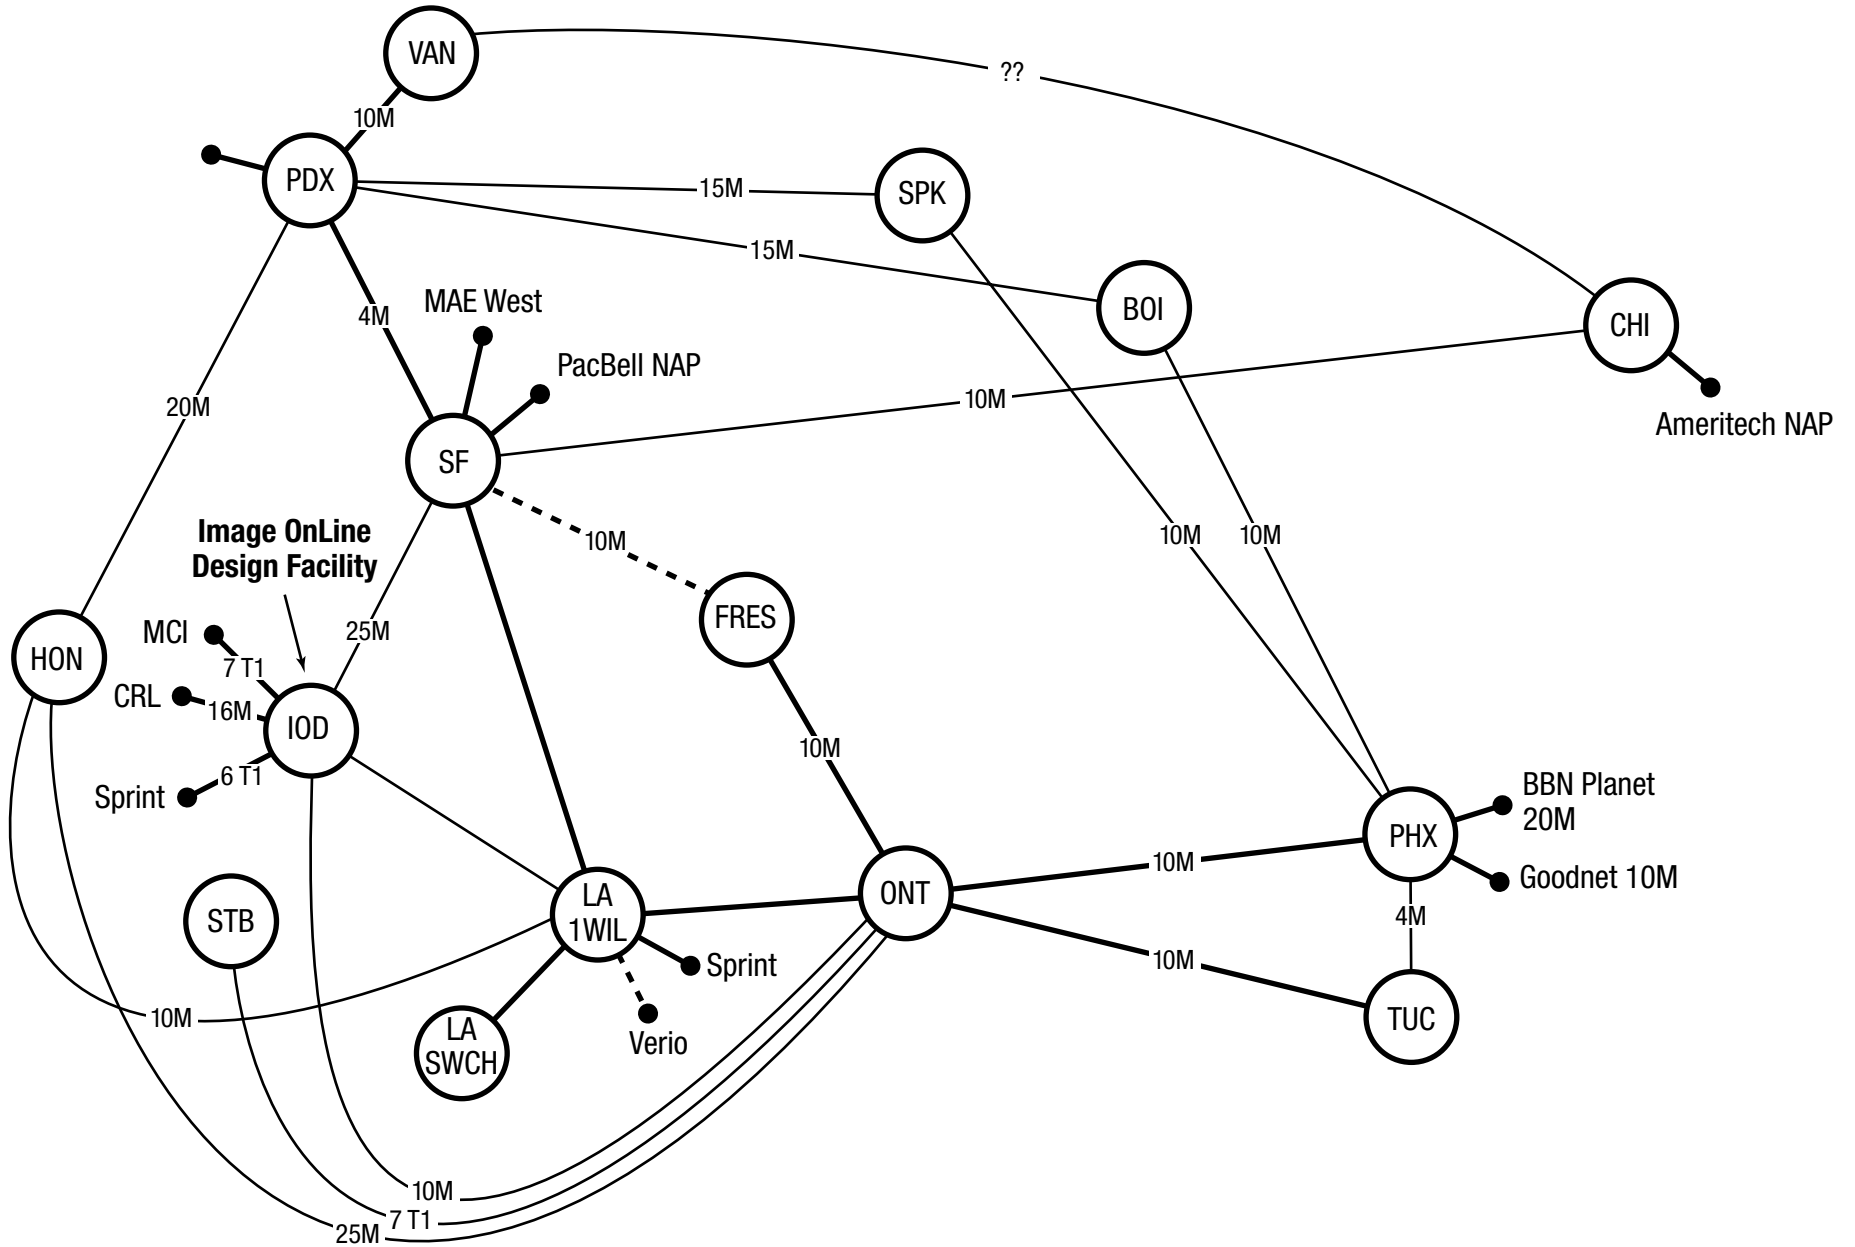 VAN
??
10M
PDX
15M
SPK
15M
BOI
CHI
MAE West
4M
PacBell NAP
20M
10M
Ameritech NAP
SF
Image OnLine
Design Facility
10M
10M
10M
FRES
MCI
25M
HON
7 T1
CRL
16M
IOD
10M
6 T1
Sprint
BBN Planet
20M
PHX
10M
Goodnet 10M
LA
1WIL
ONT
STB
4M
Sprint
10M
10M
TUC
LA
SWCH
Verio
10M
7 T1
25M